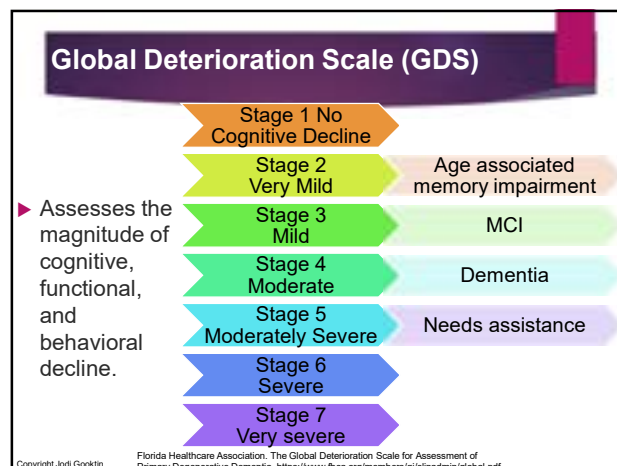 Global Deterioration Scale (GDS)
▶ Assesses the
magnitude of
cognitive,
functional,
and
behavioral
decline.
Stage 1 No
Cognitive Decline
Stage 2
Very Mild
Age associated
memory impairment
Stage 3
Mild
MCI
Stage 4
Moderate
Dementia
Stage 5
Moderately Severe
Needs assistance
Stage 6
Severe
Stage 7
Very severe
Copyright Jodi
Florida Healthcare Association. The Global Deterioration Scale for Assessment of
Primary Degenerative Dementia.